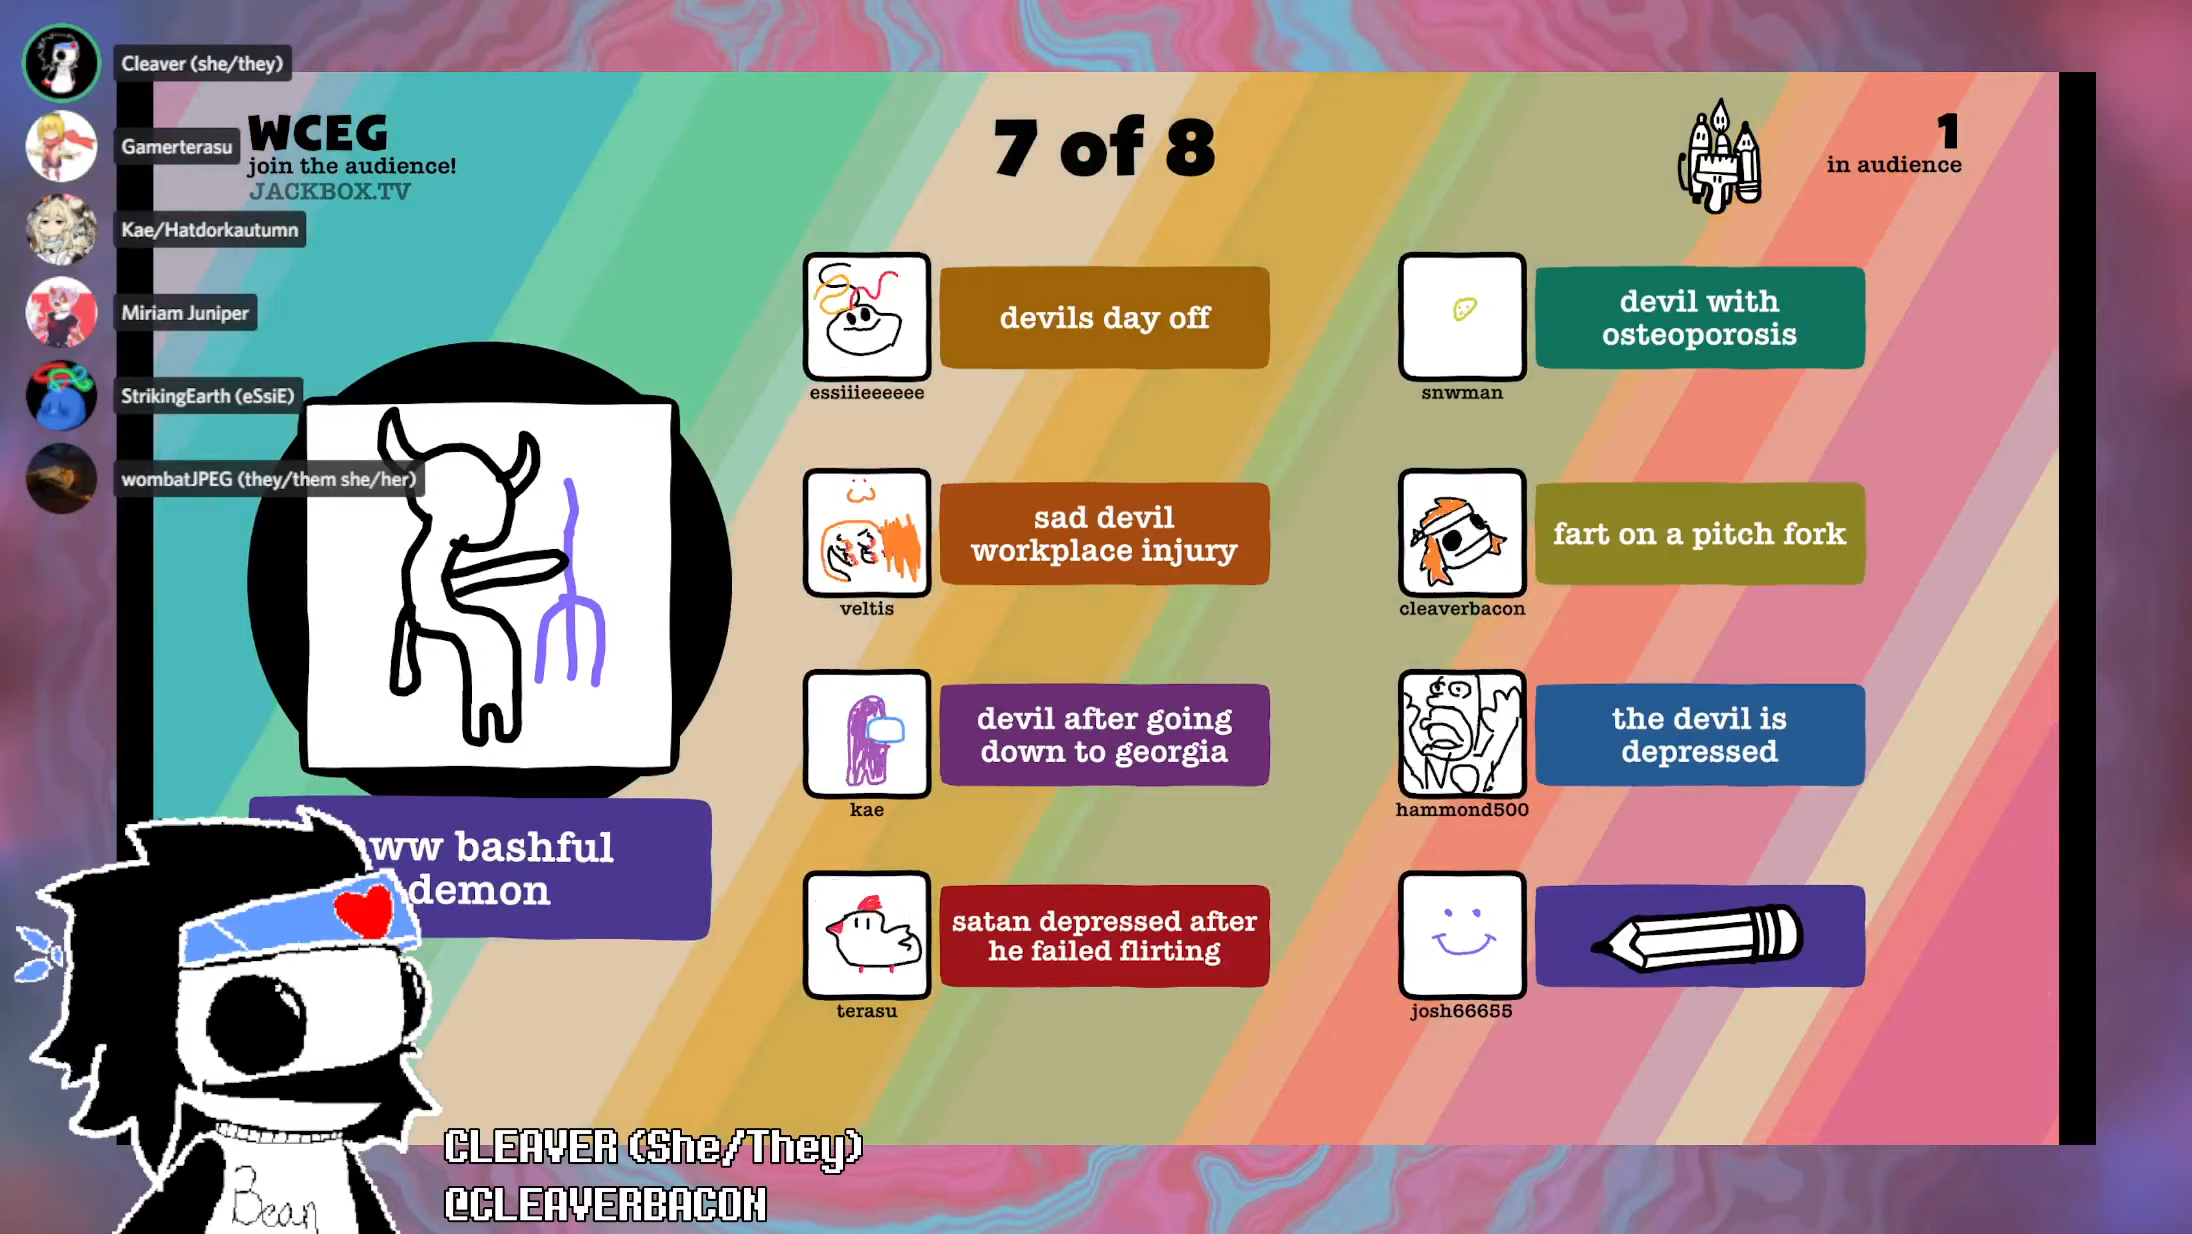 Cleaver (she/they)
Gamerterasu
Kae/Hatdorkautumn
Miriam Juniper
StrikingEarth (eSsiE)
wombatJPEG (they/them she/her)
WCEG
join the audience!
JACKBOX.TV
7 of 8
1
in audience
devils day off
essiiieeeeee
devil with
osteoporosis
snwman
sad devil
workplace injury
veltis
fart on a pitch fork
cleaverbacon
devil after going
down to georgia
kae
the devil is
depressed
hammond500
satan depressed after
he failed flirting
terasu
josh66655
bashful
demon
Bean
CLEAVER (She/They)
@CLEAVERBACON